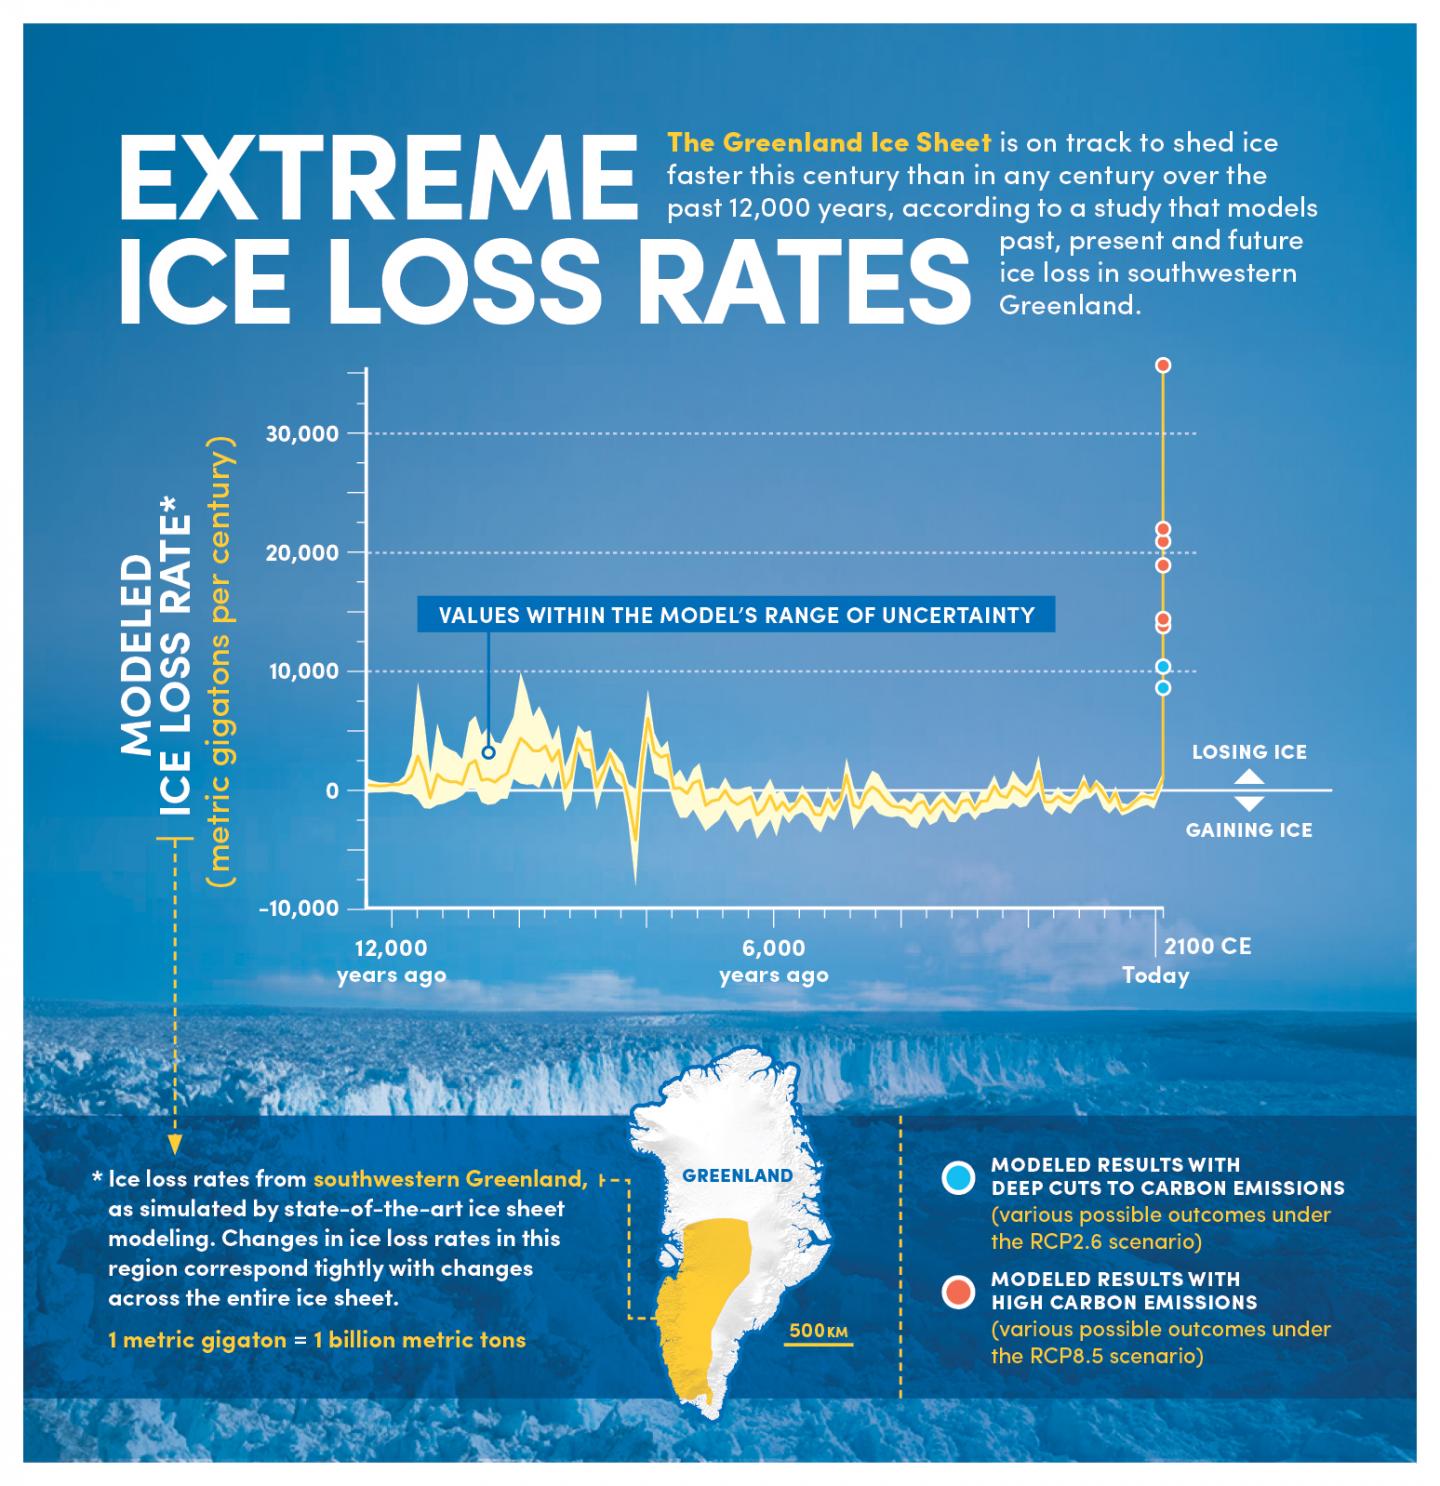 EXTREME
ICE LOSS RATES
The Greenland Ice Sheet is on track to shed ice
faster this century than in any century over the
past 12,000 years, according to a study that models
past, present and future
ice loss in southwestern
Greenland.
MODELED
ICE LOSS RATE*
(metric gigatons per century)
30,000
20,000
10,000
0
-10,000
VALUES WITHIN THE MODEL'S RANGE OF UNCERTAINTY
LOSING ICE
GAINING ICE
12,000
years ago
6,000
years ago
2100 CE
Today
* Ice loss rates from southwestern Greenland,
as simulated by state-of-the-art ice sheet
modeling. Changes in ice loss rates in this
region correspond tightly with changes
across the entire ice sheet.
1 metric gigaton = 1 billion metric tons
GREENLAND
500KM
MODELED RESULTS WITH
DEEP CUTS TO CARBON EMISSIONS
(various possible outcomes under
the RCP2.6 scenario)
MODELED RESULTS WITH
HIGH CARBON EMISSIONS
(various possible outcomes under
the RCP8.5 scenario)